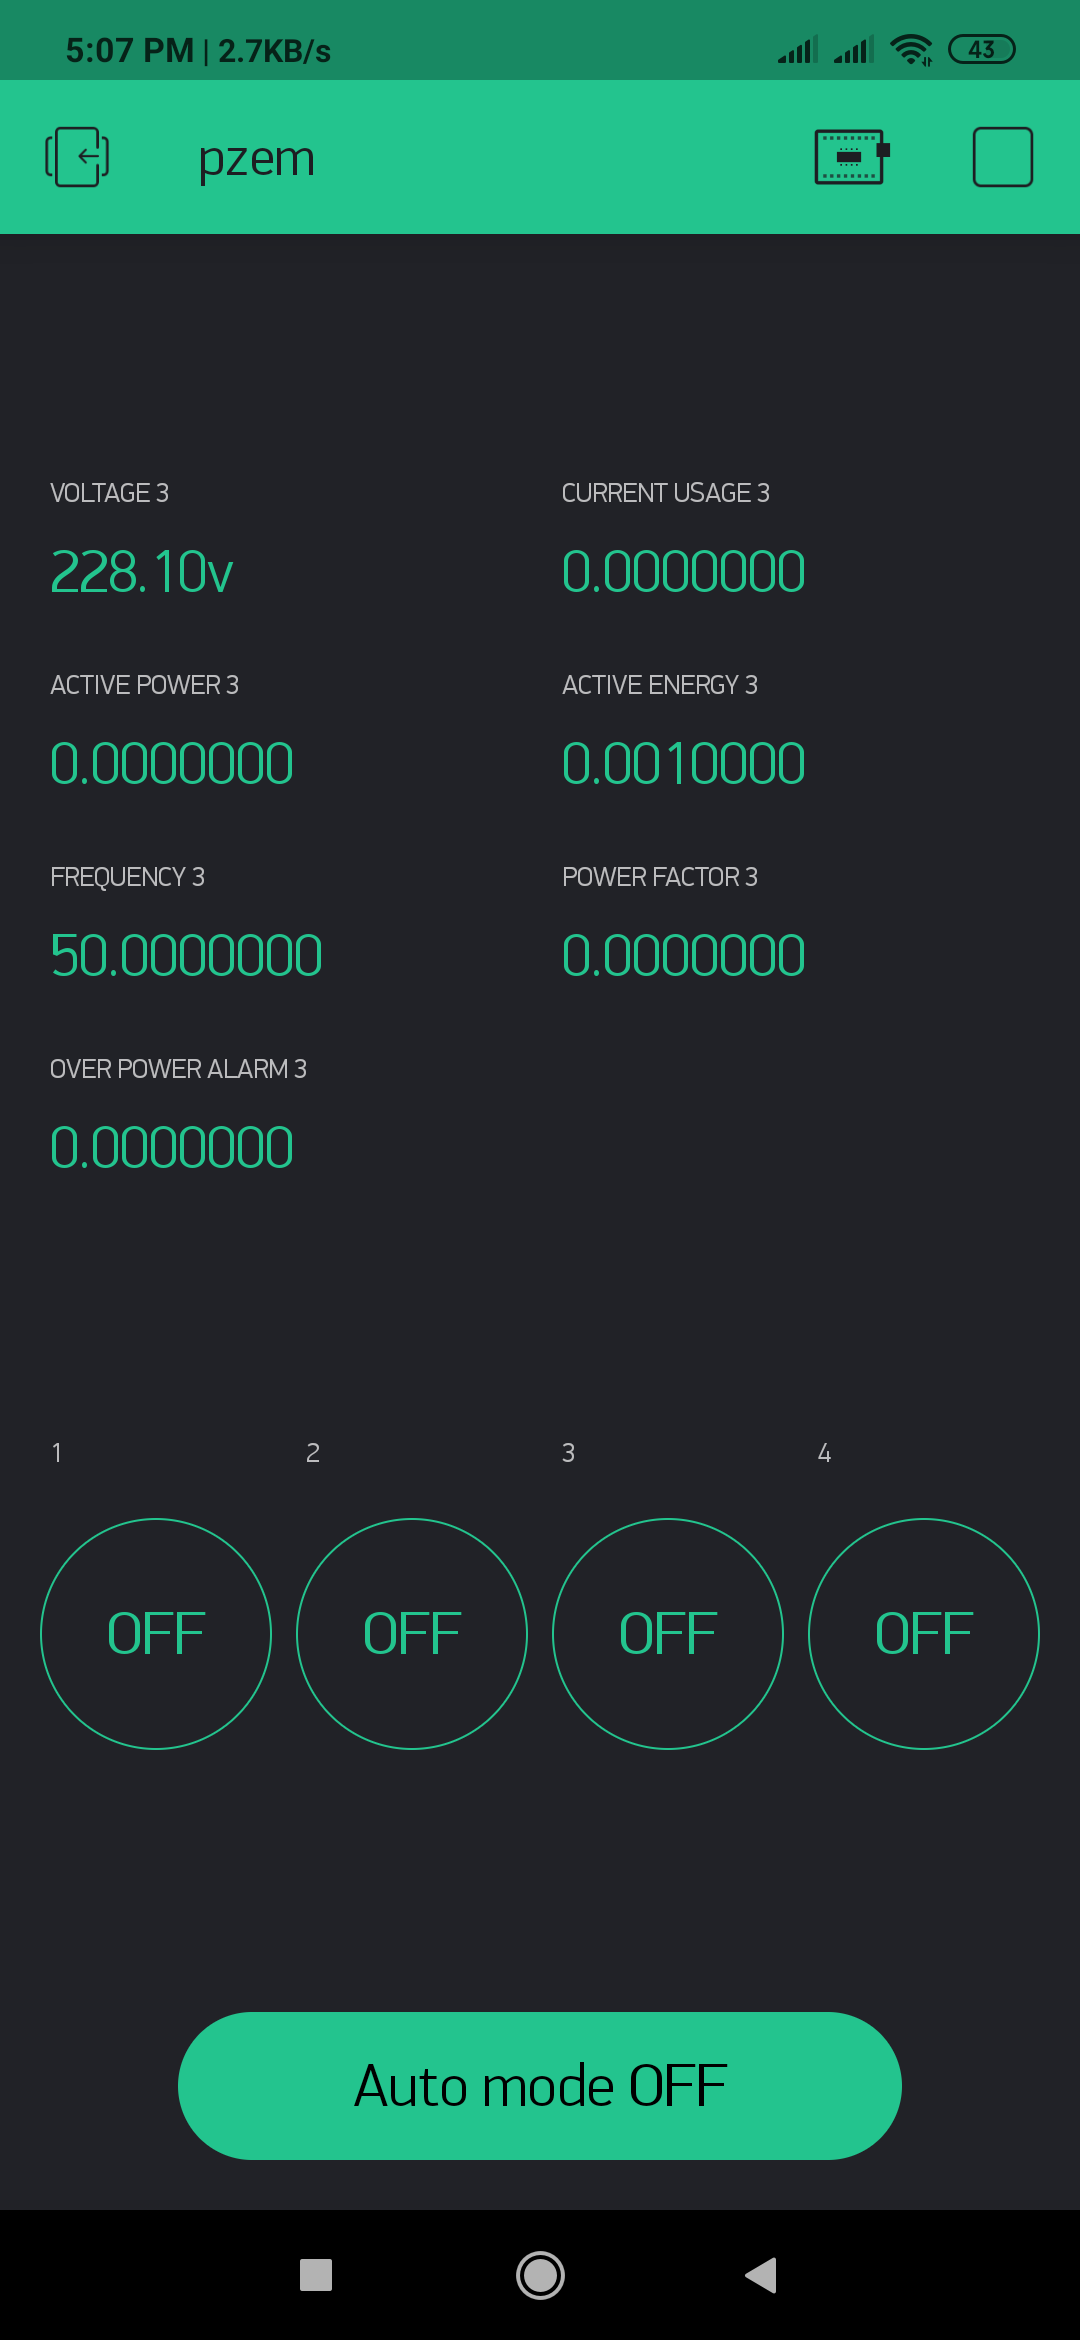 5:07 PM | 2.7KB/s 43
pzem
VOLTAGE 3 CURRENT USAGE 3
228.10v 0.0000000
ACTIVE POWER 3 ACTIVE ENERGY 3
0.0000000 0.0010000
FREQUENCY 3 POWER FACTOR 3
50.0000000 0.0000000
OVER POWER ALARM 3
0.0000000
1 2 3 4
OFF OFF OFF OFF
Auto mode OFF